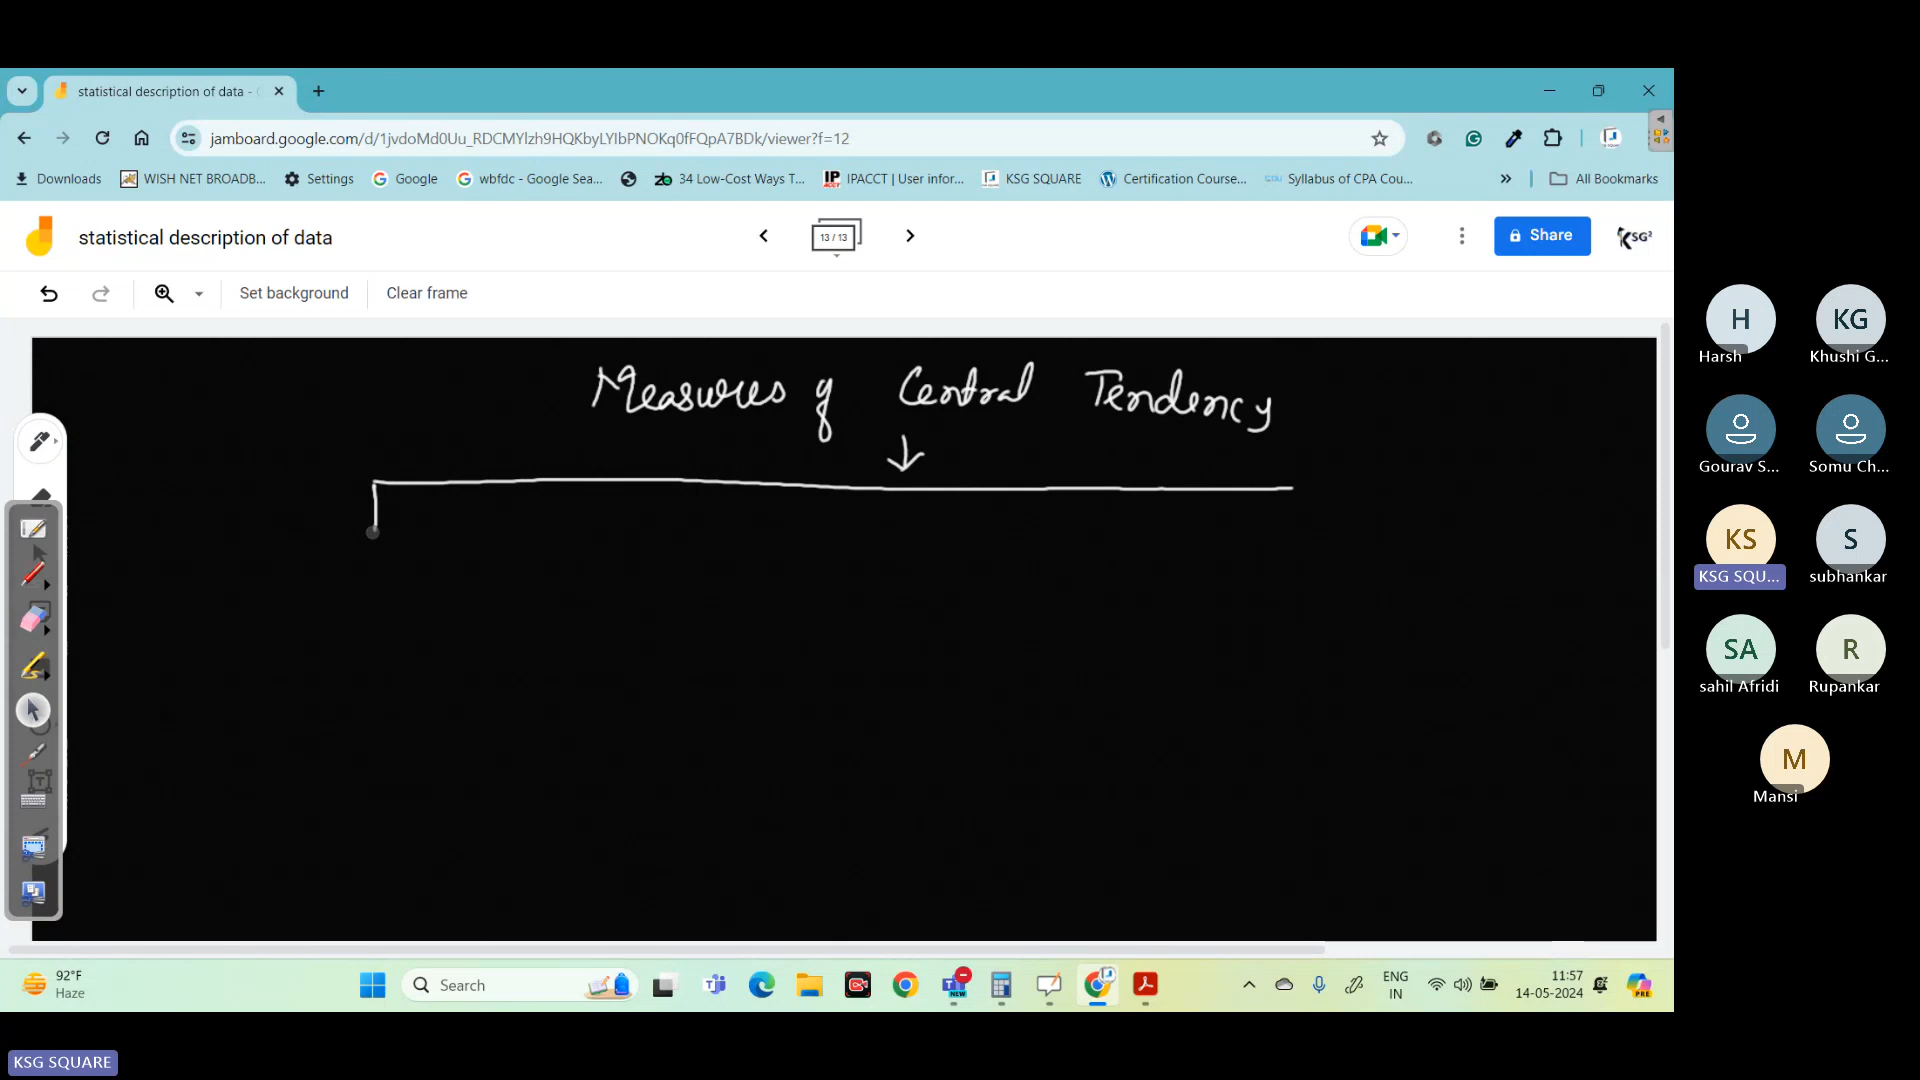 statistical description of data -
jamboard.google.com/d/1jvdoMd0Uu_RDCMYlzh9HQKbyLYlbPNOKq0fFQpA7BDk/viewer?f=12
Downloads WISH NET BROADB... Settings Google wbfdc - Google Sea... 34 Low-Cost Ways T... IP IPACCT | User infor... KSG SQUARE Certification Course... Syllabus of CPA Cou... » All Bookmarks
statistical description of data
13 / 13
Share
KSG²
Set background Clear frame
Measures of Central Tendency
H
Harsh
KG
Khushi G...
Gourav S...
Somu Ch...
KS
KSG SQU...
S
subhankar
SA
sahil Afridi
R
Rupankar
M
Mansi
92°F
Haze
Search
NEW
ENG
IN
11:57
14-05-2024
PRE
KSG SQUARE